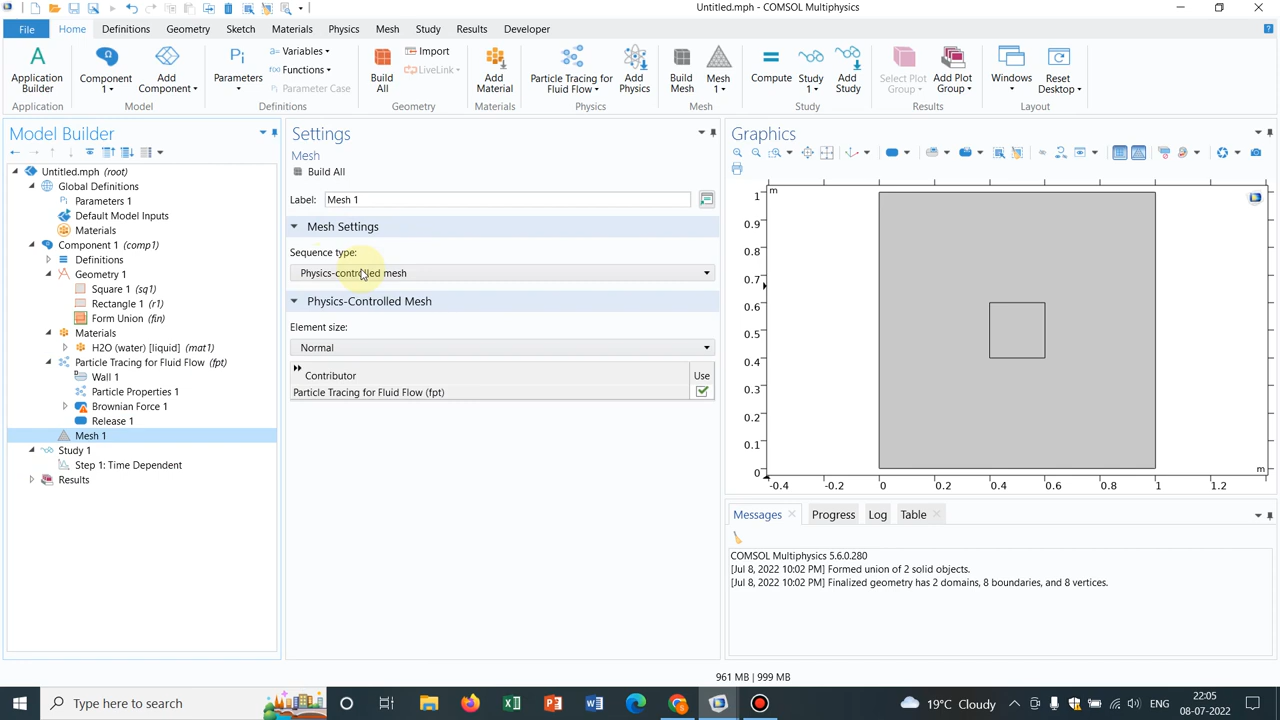 Untitled.mph - COMSOL Multiphysics
File Home Definitions Geometry Sketch Materials Physics Mesh Study Results Developer
Application Builder
Component 1
Add Component
Parameters
a= Variables
f(x) Functions
Parameter Case
Build All
Import
LiveLink
Add Material
Particle Tracing for Fluid Flow
Add Physics
Build Mesh
Mesh 1
Compute
Study 1
Add Study
Select Plot Group
Add Plot Group
Windows
Reset Desktop
Application Model Definitions Geometry Materials Physics Mesh Study Results Layout
Model Builder
Untitled.mph (root)
Global Definitions
Parameters 1
Default Model Inputs
Materials
Component 1 (comp1)
Definitions
Geometry 1
Square 1 (sq1)
Rectangle 1 (r1)
Form Union (fin)
Materials
H2O (water) [liquid] (mat1)
Particle Tracing for Fluid Flow (fpt)
Wall 1
Particle Properties 1
Brownian Force 1
Release 1
Mesh 1
Study 1
Step 1: Time Dependent
Results
Settings
Mesh
Build All
Label: Mesh 1
Mesh Settings
Sequence type:
Physics-controlled mesh
Physics-Controlled Mesh
Element size:
Normal
Contributor Use
Particle Tracing for Fluid Flow (fpt)
Graphics
m
1
0.9
0.8
0.7
0.6
0.5
0.4
0.3
0.2
0.1
0
m
-0.4 -0.2 0 0.2 0.4 0.6 0.8 1 1.2
Messages Progress Log Table
COMSOL Multiphysics 5.6.0.280
[Jul 8, 2022 10:02 PM] Formed union of 2 solid objects.
[Jul 8, 2022 10:02 PM] Finalized geometry has 2 domains, 8 boundaries, and 8 vertices.
961 MB | 999 MB
Type here to search
19°C Cloudy
ENG
22:05
08-07-2022